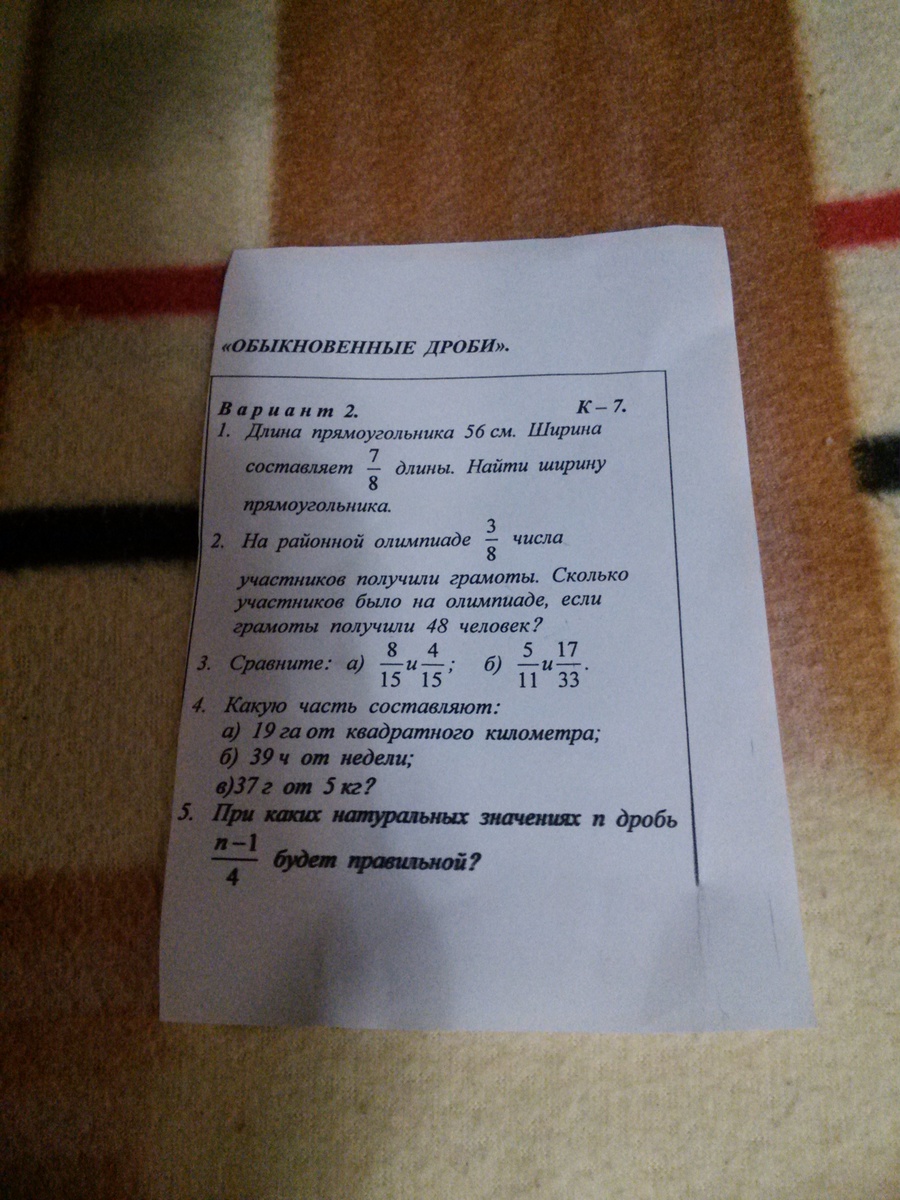 «ОБЫКНОВЕННЫЕ ДРОБИ».
Вариант 2. К – 7.
1. Длина прямоугольника 56 см. Ширина
составляет 7/8 длины. Найти ширину
прямоугольника.
2. На районной олимпиаде 3/8 числа
участников получили грамоты. Сколько
участников было на олимпиаде, если
грамоты получили 48 человек?
3. Сравните: а) 8/15 и 4/15; б) 5/11 и 17/33.
4. Какую часть составляют:
а) 19 га от квадратного километра;
б) 39 ч от недели;
в)37 г от 5 кг?
5. При каких натуральных значениях n дробь
(n–1)/4 будет правильной?